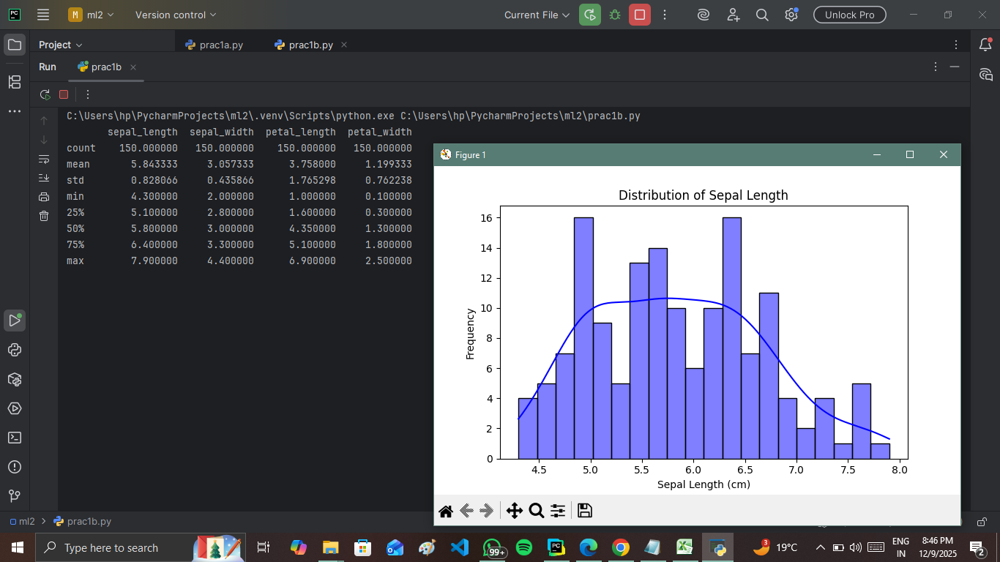 PC
M ml2 Version control Current File Unlock Pro
Project prac1a.py prac1b.py
Run prac1b
C:\Users\hp\PycharmProjects\ml2\.venv\Scripts\python.exe C:\Users\hp\PycharmProjects\ml2\prac1b.py
sepal_length sepal_width petal_length petal_width
count 150.000000 150.000000 150.000000 150.000000
mean 5.843333 3.057333 3.758000 1.199333
std 0.828066 0.435866 1.765298 0.762238
min 4.300000 2.000000 1.000000 0.100000
25% 5.100000 2.800000 1.600000 0.300000
50% 5.800000 3.000000 4.350000 1.300000
75% 6.400000 3.300000 5.100000 1.800000
max 7.900000 4.400000 6.900000 2.500000
Figure 1
Distribution of Sepal Length
16
14
12
10
8
6
4
2
0
Frequency
4.5 5.0 5.5 6.0 6.5 7.0 7.5 8.0
Sepal Length (cm)
ml2 prac1b.py
Type here to search
99+
PC
3
19°C
ENG
IN
8:46 PM
12/9/2025
2